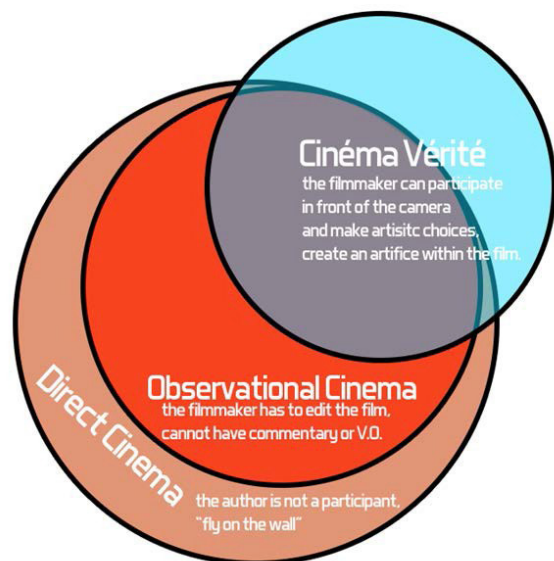 Cinéma Vérité
the filmmaker can participate
in front of the camera
and make artisitc choices,
create an artifice within the film.
Observational Cinema
the filmmaker has to edit the film,
cannot have commentary or V.O.
Direct Cinema
the author is not a participant,
"fly on the wall"